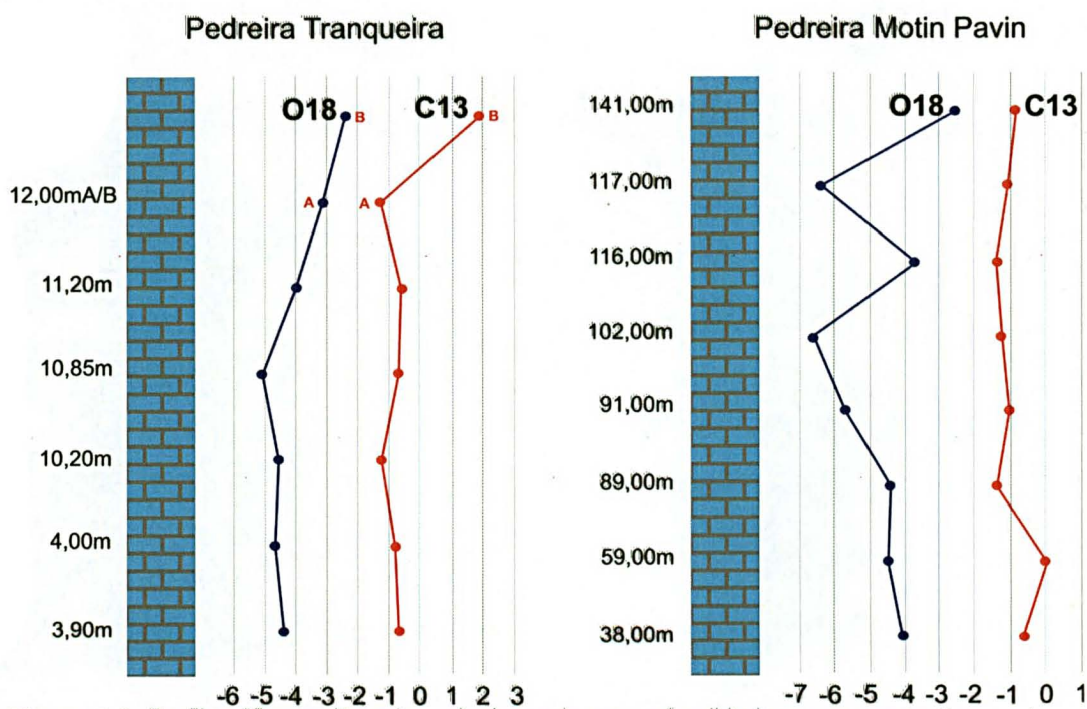 Pedreira Tranqueira
O18 B C13 B
12,00mA/B A A
11,20m
10,85m
10,20m
4,00m
3,90m
-6 -5 -4 -3 -2 -1 0 1 2 3
Pedreira Motin Pavin
141,00m O18 C13
117,00m
116,00m
102,00m
91,00m
89,00m
59,00m
38,00m
-7 -6 -5 -4 -3 -2 -1 0 1